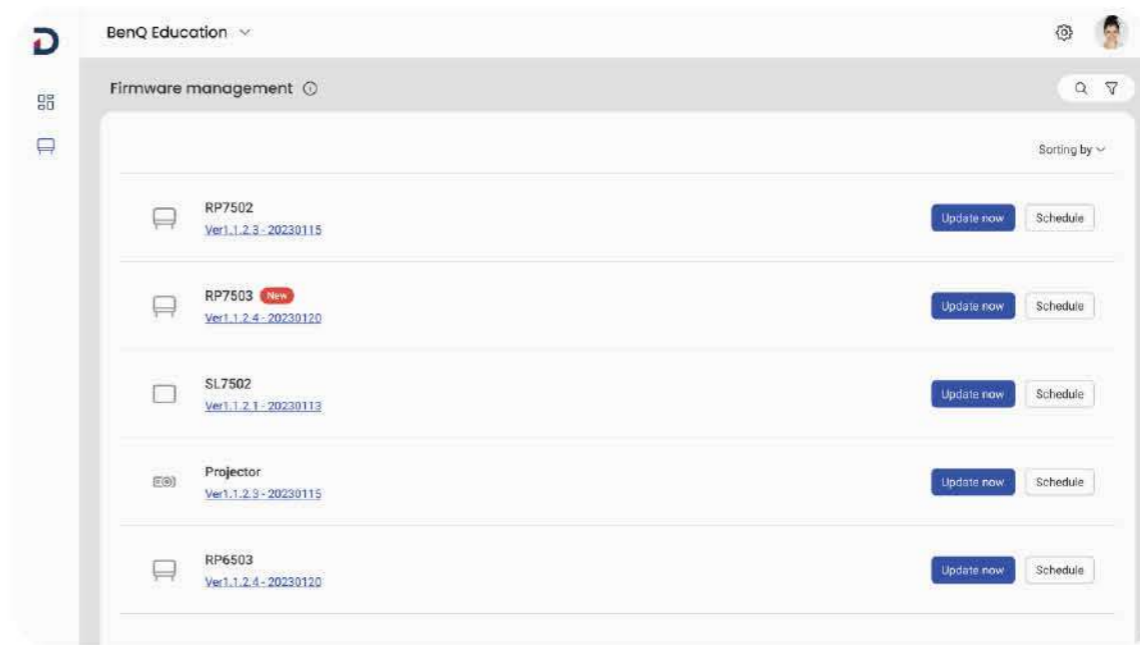 BenQ Education
Firmware management
Sorting by
RP7502
Ver1.1.2.3 - 20230115
Update now
Schedule
RP7503 New
Ver1.1.2.4 - 20230120
Update now
Schedule
SL7502
Ver1.1.2.1 - 20230113
Update now
Schedule
Projector
Ver1.1.2.3 - 20230115
Update now
Schedule
RP6503
Ver1.1.2.4 - 20230120
Update now
Schedule